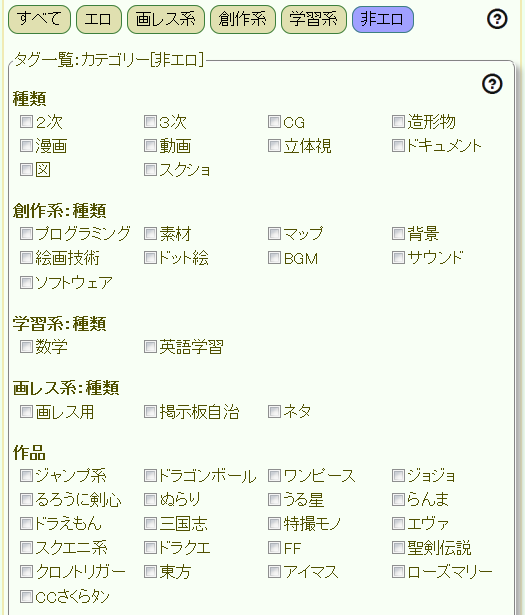 すべて エロ 画レス系 創作系 学習系 非エロ ?
タグ一覧:カテゴリー[非エロ]
?
種類
2次 3次 CG 造形物
漫画 動画 立体視 ドキュメント
図 スクショ
創作系:種類
プログラミング 素材 マップ 背景
絵画技術 ドット絵 BGM サウンド
ソフトウェア
学習系:種類
数学 英語学習
画レス系:種類
画レス用 掲示板自治 ネタ
作品
ジャンプ系 ドラゴンボール ワンピース ジョジョ
るろうに剣心 ぬらり うる星 らんま
ドラえもん 三国志 特撮モノ エヴァ
スクエニ系 ドラクエ FF 聖剣伝説
クロノトリガー 東方 アイマス ローズマリー
CCさくらタン